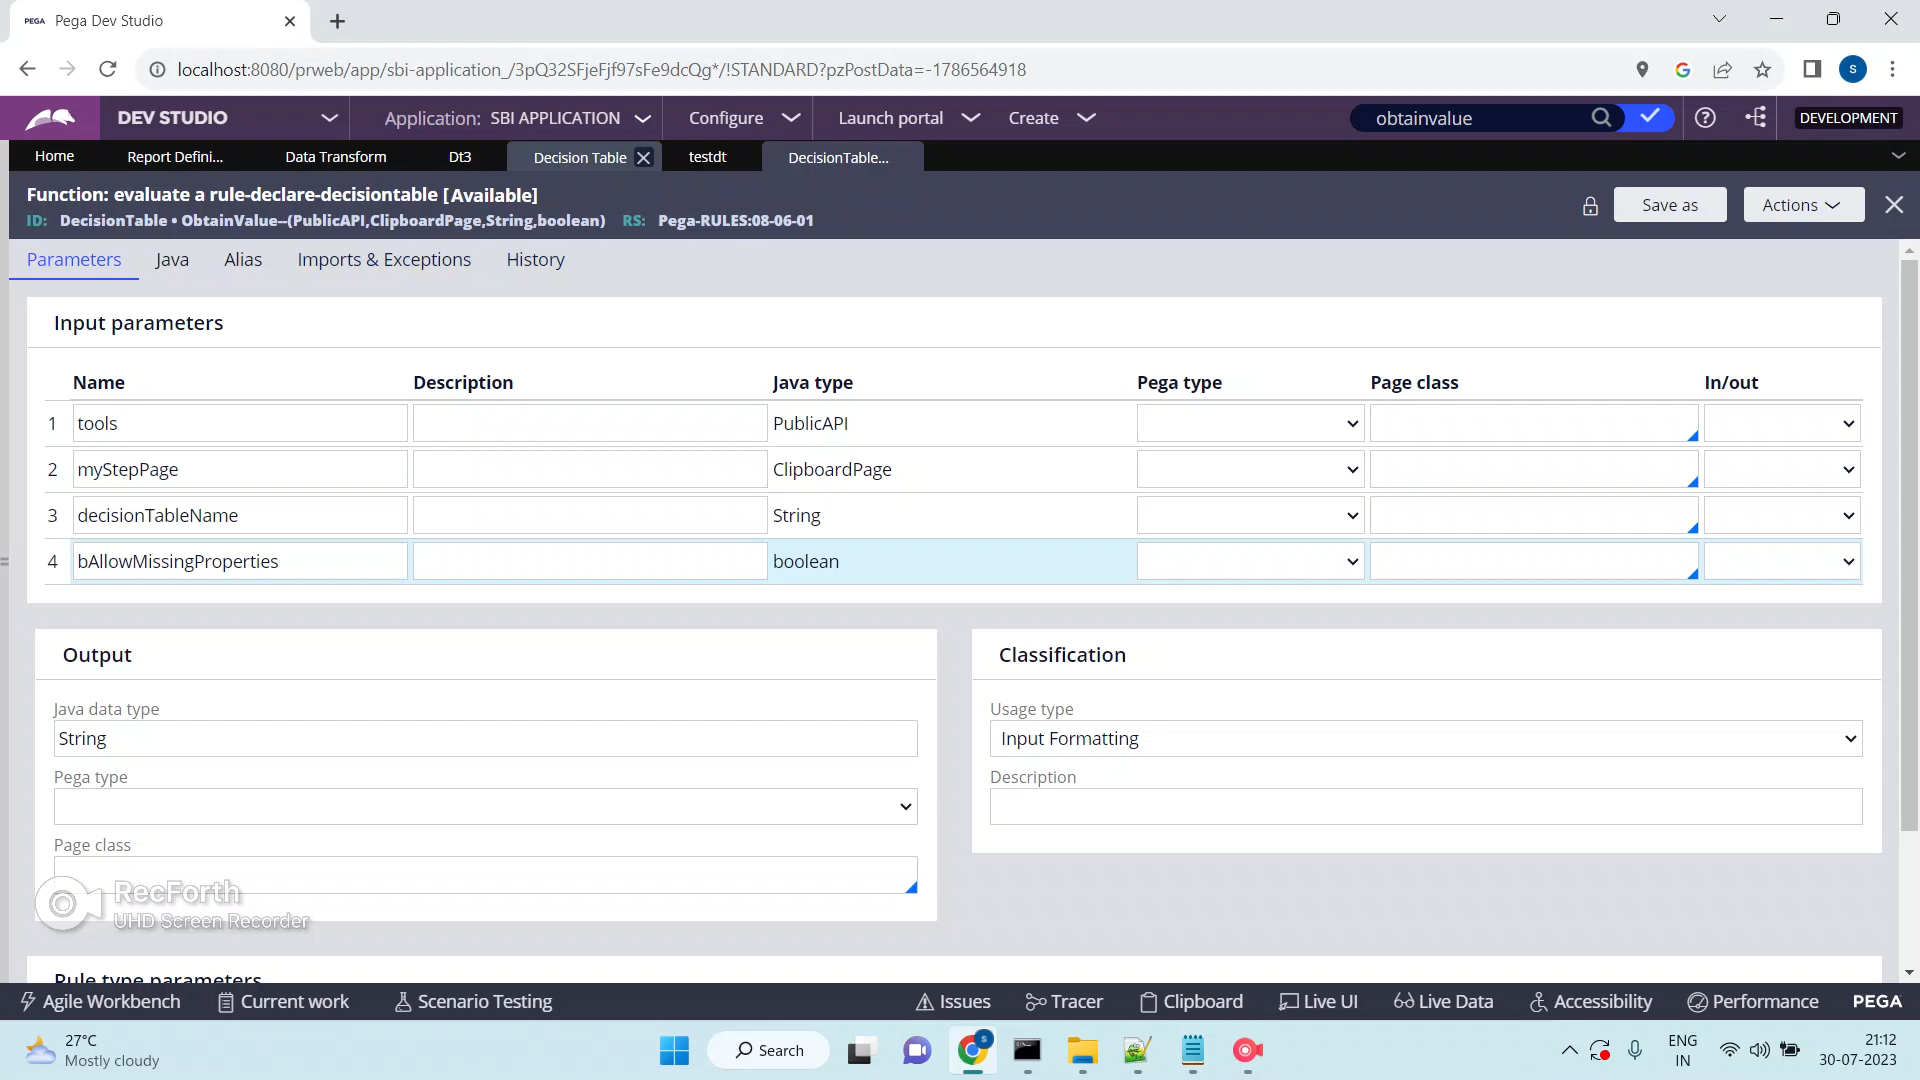 PEGA Pega Dev Studio
localhost:8080/prweb/app/sbi-application_/3pQ32SFjeFjf97sFe9dcQg*/!STANDARD?pzPostData=-1786564918
S
DEV STUDIO Application: SBI APPLICATION Configure Launch portal Create obtainvalue DEVELOPMENT
Home Report Defini... Data Transform Dt3 Decision Table testdt DecisionTable...
Function: evaluate a rule-declare-decisiontable [Available]
ID: DecisionTable • ObtainValue--(PublicAPI,ClipboardPage,String,boolean) RS: Pega-RULES:08-06-01
Save as Actions
Parameters Java Alias Imports & Exceptions History
Input parameters
Name Description Java type Pega type Page class In/out
1 tools PublicAPI
2 myStepPage ClipboardPage
3 decisionTableName String
4 bAllowMissingProperties boolean
Output
Java data type
String
Pega type
Page class
Classification
Usage type
Input Formatting
Description
RecForth
UHD Screen Recorder
Rule type parameters
Agile Workbench Current work Scenario Testing Issues Tracer Clipboard Live UI Live Data Accessibility Performance PEGA
27°C
Mostly cloudy
Search
S
ENG
IN
21:12
30-07-2023